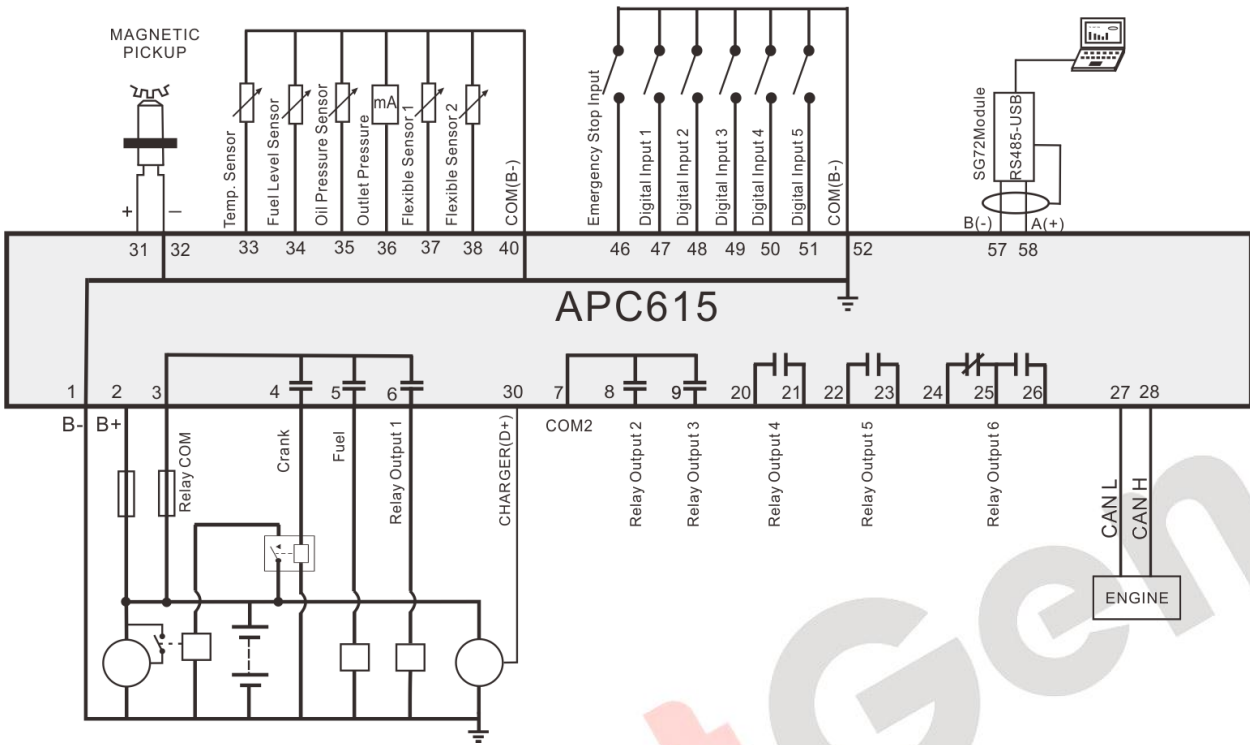 MAGNETIC
PICKUP
+
–
Temp. Sensor
Fuel Level Sensor
Oil Pressure Sensor
Outlet Pressure
mA
Flexible Sensor 1
Flexible Sensor 2
COM(B-)
Emergency Stop Input
Digital Input 1
Digital Input 2
Digital Input 3
Digital Input 4
Digital Input 5
COM(B-)
SG72Module
RS485-USB
B(-)
A(+)
31 32 33 34 35 36 37 38 40 46 47 48 49 50 51 52 57 58
APC615
1 2 3 4 5 6 30 7 8 9 20 21 22 23 24 25 26 27 28
B- B+
Relay COM
Crank
Fuel
Relay Output 1
CHARGER(D+)
COM2
Relay Output 2
Relay Output 3
Relay Output 4
Relay Output 5
Relay Output 6
CAN L
CAN H
ENGINE
tGen